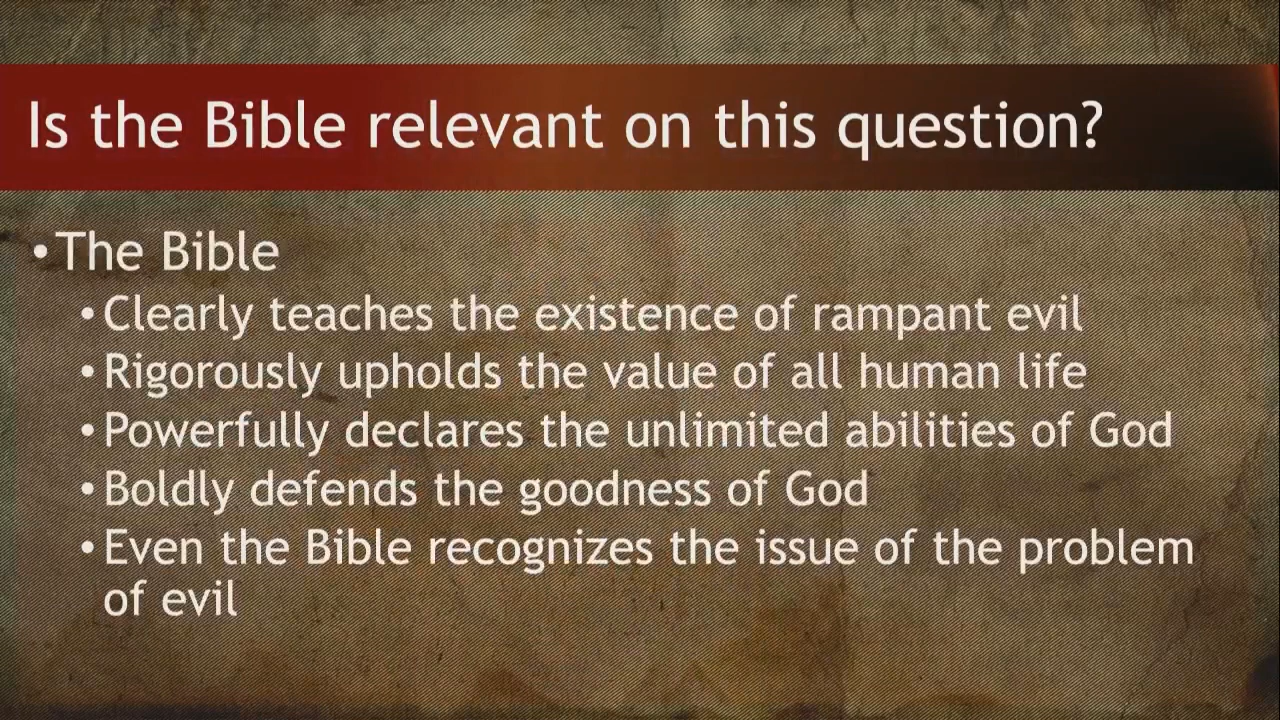 Is the Bible relevant on this question?
• The Bible
• Clearly teaches the existence of rampant evil
• Rigorously upholds the value of all human life
• Powerfully declares the unlimited abilities of God
• Boldly defends the goodness of God
• Even the Bible recognizes the issue of the problem
of evil